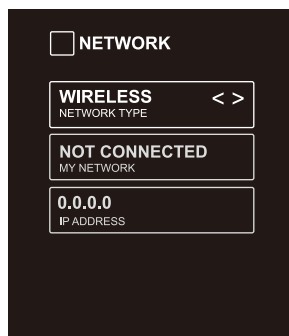 NETWORK
WIRELESS < >
NETWORK TYPE
NOT CONNECTED
MY NETWORK
0.0.0.0
IP ADDRESS